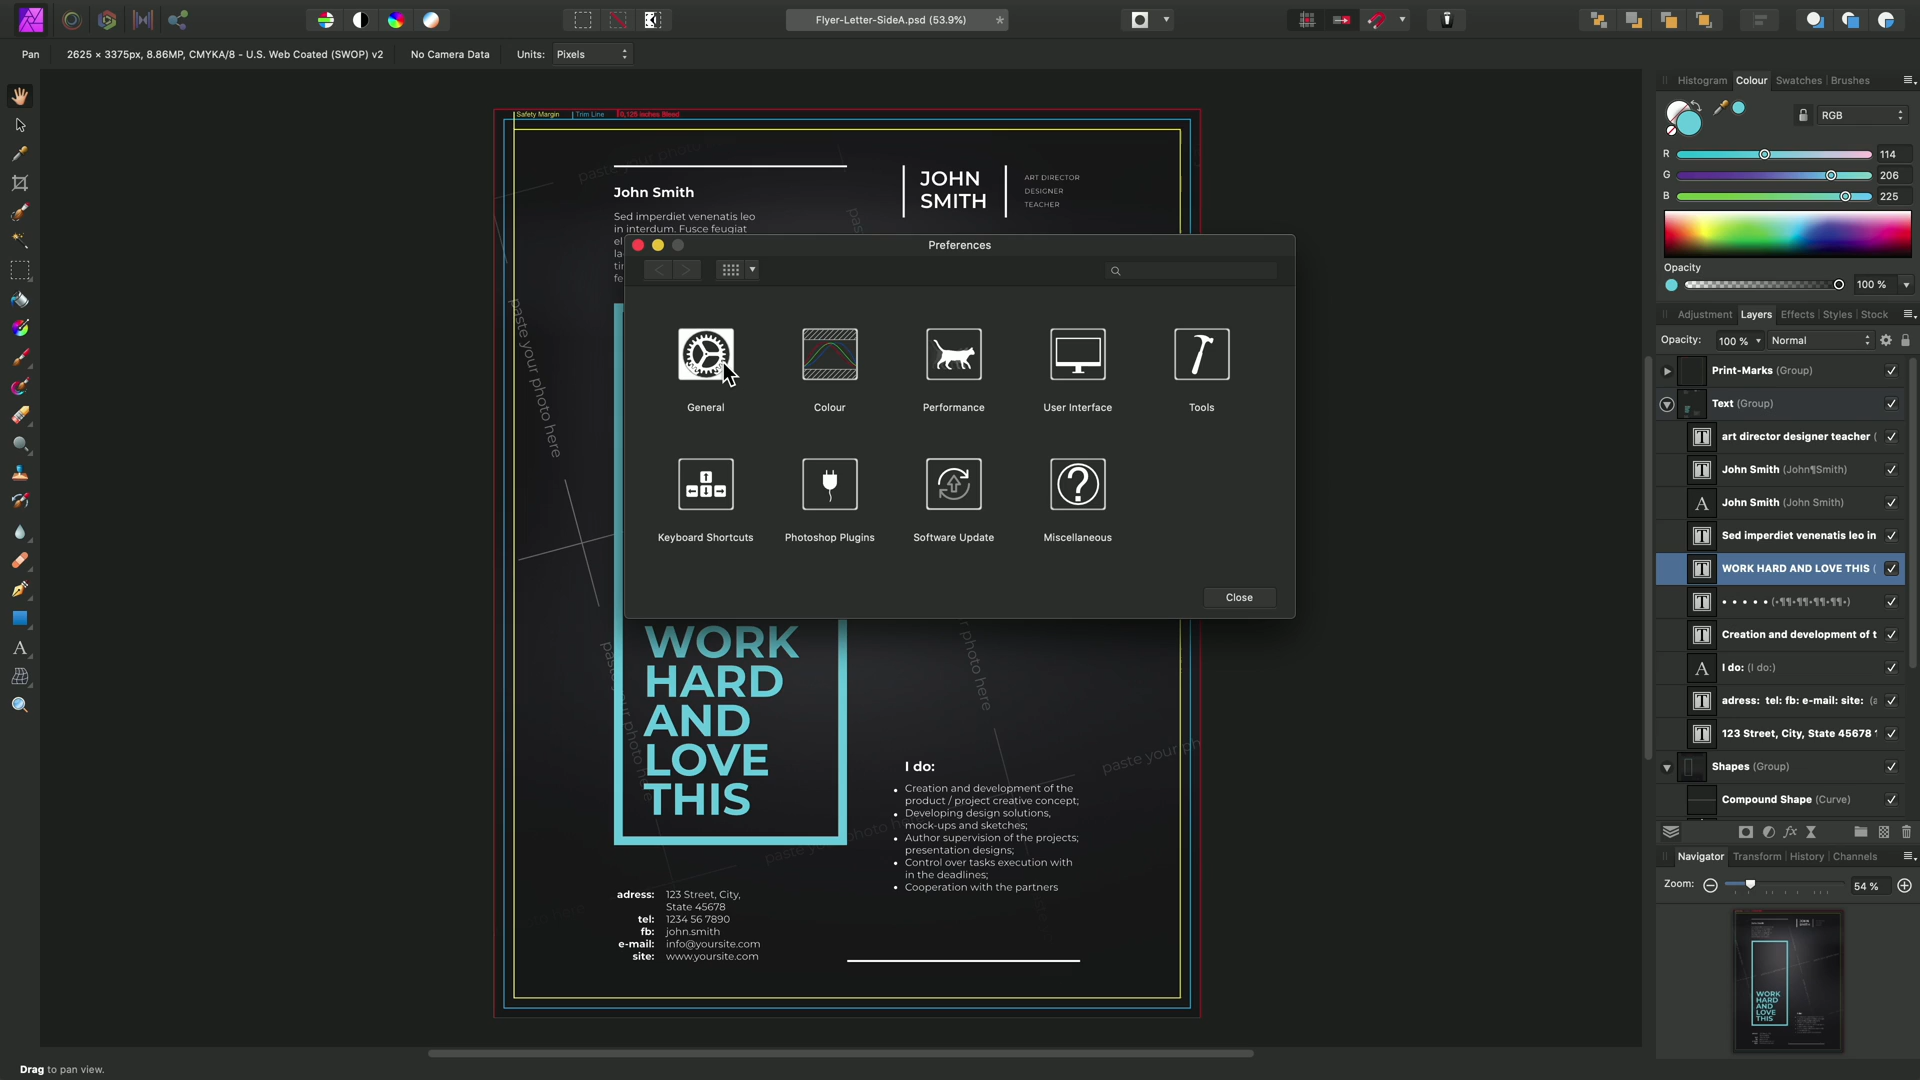 Flyer-Letter-SideA.psd (53.9%)
Pan
2625 × 3375px, 8.86MP, CMYKA/8 - U.S. Web Coated (SWOP) v2
No Camera Data
Units: Pixels
Histogram
Colour
Swatches
Brushes
RGB
R 114
G 206
B 225
Opacity
100 %
Adjustment
Layers
Effects
Styles
Stock
Opacity: 100 % Normal
Print-Marks (Group)
Text (Group)
art director designer teacher (
John Smith (John¶Smith)
John Smith (John Smith)
Sed imperdiet venenatis leo in
WORK HARD AND LOVE THIS (
• • • • • (•¶¶•¶¶•¶¶•¶¶•)
Creation and development of t
I do: (I do:)
adress: tel: fb: e-mail: site: (a
123 Street, City, State 45678
Shapes (Group)
Compound Shape (Curve)
Navigator
Transform
History
Channels
Zoom: 54 %
Safety Margin
Trim Line
0,125 inches Bleed
John Smith
Sed imperdiet venenatis leo
in interdum. Fusce feugiat
JOHN
SMITH
ART DIRECTOR
DESIGNER
TEACHER
paste your photo here
Preferences
General
Colour
Performance
User Interface
Tools
Keyboard Shortcuts
Photoshop Plugins
Software Update
Miscellaneous
Close
WORK
HARD
AND
LOVE
THIS
I do:
• Creation and development of the
product / project creative concept;
• Developing design solutions,
mock-ups and sketches;
• Author supervision of the projects;
presentation designs;
• Control over tasks execution with
in the deadlines;
• Cooperation with the partners
adress: 123 Street, City,
State 45678
tel: 1234 56 7890
fb: john.smith
e-mail: info@yoursite.com
site: www.yoursite.com
WORK
HARD
AND
LOVE
THIS
Drag to pan view.